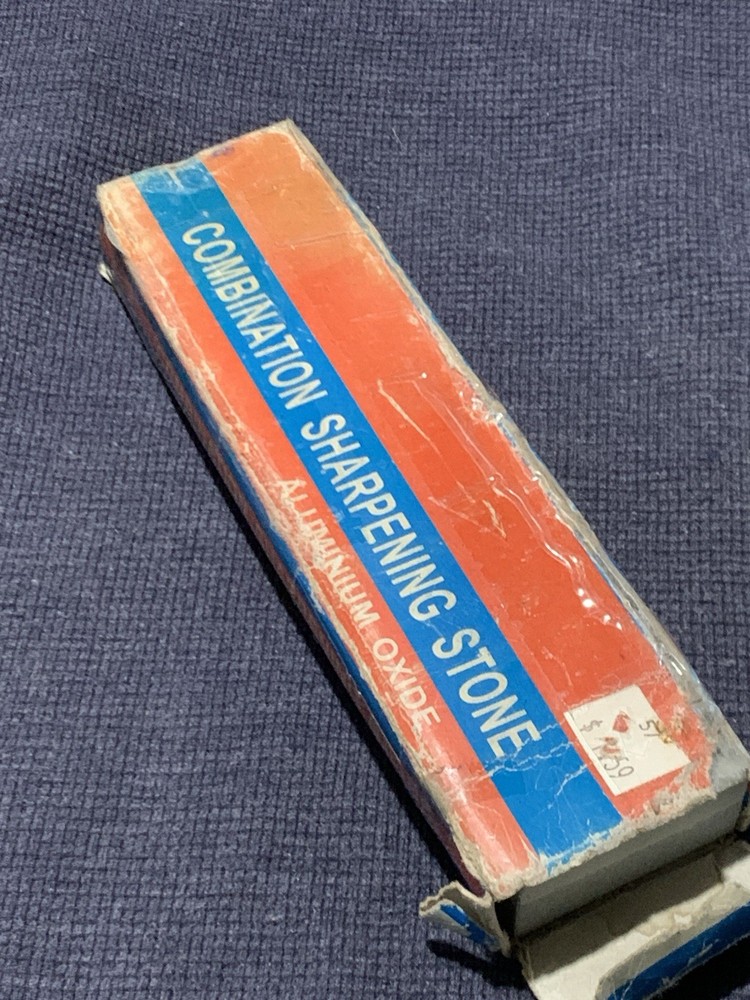 COMBINATION SHARPENING STONE
ALUMINIUM OXIDE